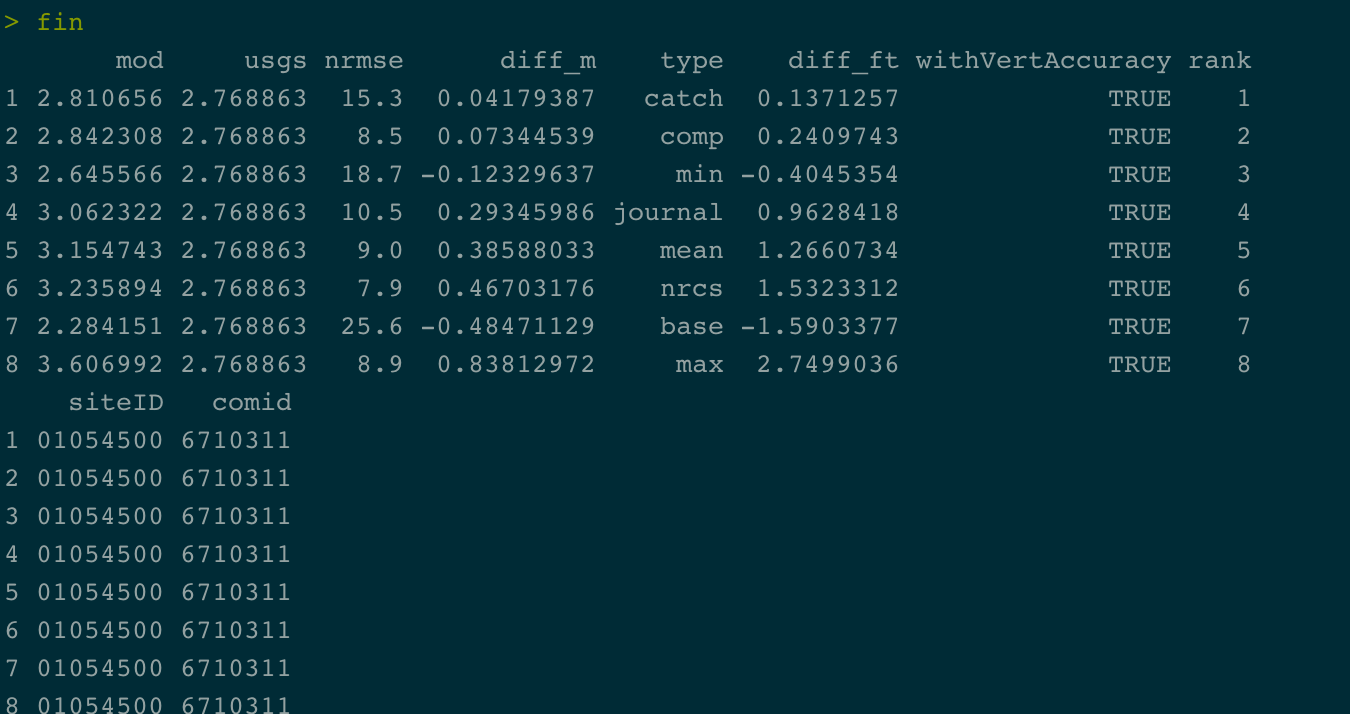 > fin
       mod     usgs nrmse      diff_m    type    diff_ft withVertAccuracy rank
1 2.810656 2.768863  15.3  0.04179387   catch  0.1371257             TRUE    1
2 2.842308 2.768863   8.5  0.07344539    comp  0.2409743             TRUE    2
3 2.645566 2.768863  18.7 -0.12329637     min -0.4045354             TRUE    3
4 3.062322 2.768863  10.5  0.29345986 journal  0.9628418             TRUE    4
5 3.154743 2.768863   9.0  0.38588033    mean  1.2660734             TRUE    5
6 3.235894 2.768863   7.9  0.46703176    nrcs  1.5323312             TRUE    6
7 2.284151 2.768863  25.6 -0.48471129    base -1.5903377             TRUE    7
8 3.606992 2.768863   8.9  0.83812972     max  2.7499036             TRUE    8
    siteID   comid
1 01054500 6710311
2 01054500 6710311
3 01054500 6710311
4 01054500 6710311
5 01054500 6710311
6 01054500 6710311
7 01054500 6710311
8 01054500 6710311